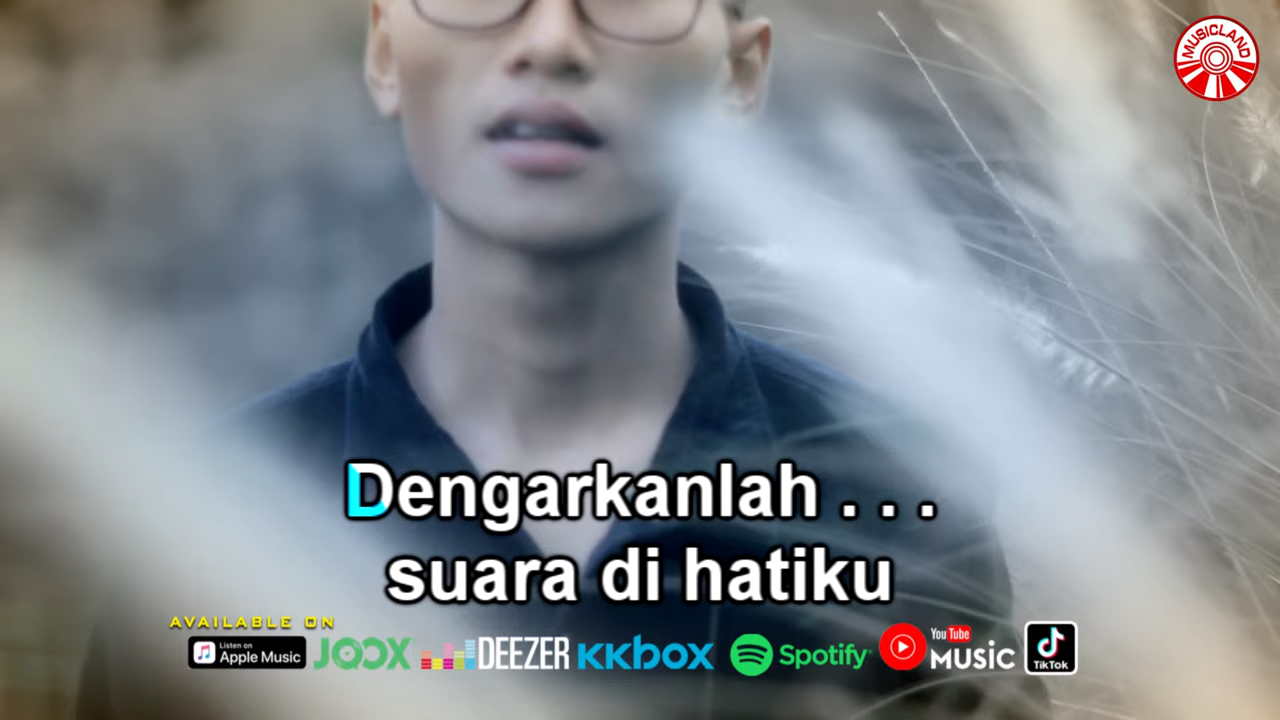 MUSICLAND
Dengarkanlah . . .
suara di hatiku
AVAILABLE ON
Listen on
Apple Music
JOOX
DEEZER
KKBOX
Spotify
YouTube
MUSIC
TikTok